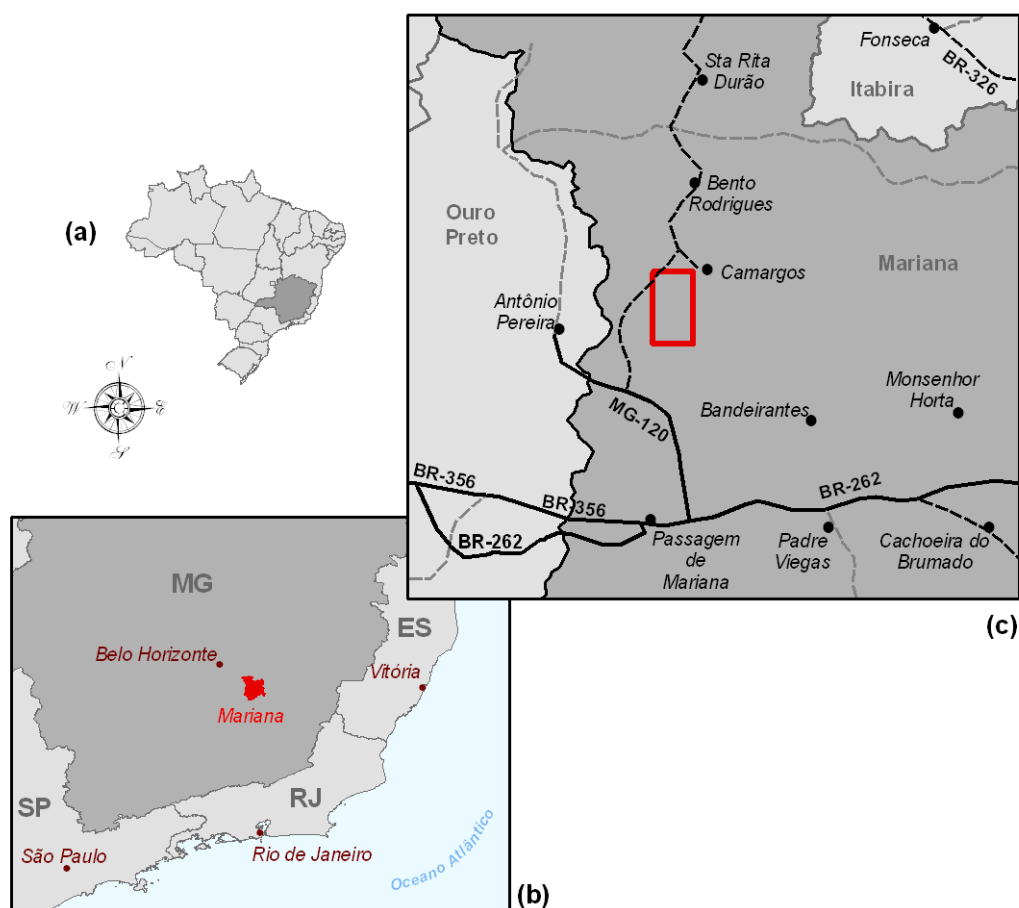 (a)
N
W
E
S
Fonseca
BR-326
Sta Rita
Durão
Itabira
Bento
Rodrigues
Ouro
Preto
Camargos
Mariana
Antônio
Pereira
Monsenhor
Horta
MG-120
Bandeirantes
BR-356
BR-262
BR-356
BR-262
Passagem
de
Mariana
Padre
Viegas
Cachoeira do
Brumado
(c)
MG
ES
Belo Horizonte
Vitória
Mariana
SP
RJ
São Paulo
Rio de Janeiro
Oceano Atlântico
(b)